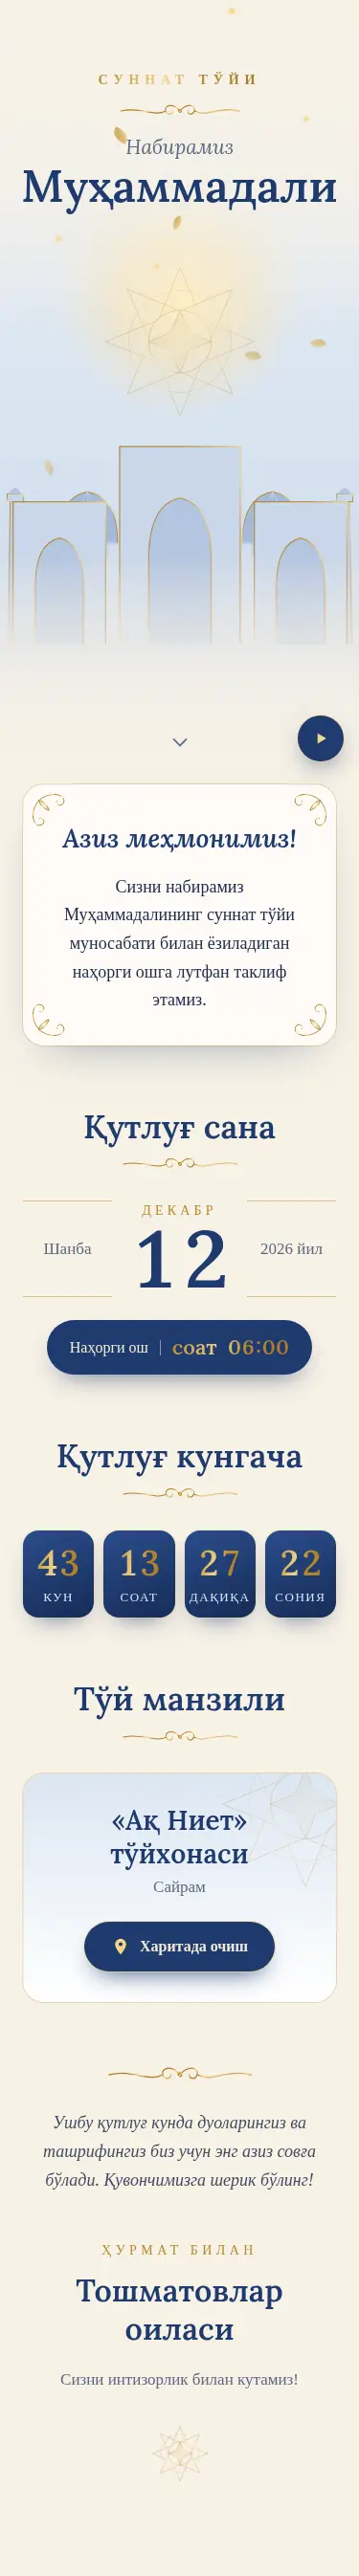 СУННАТ ТЎЙИ
Набирамиз
Муҳаммадали
Азиз меҳмонимиз!
Сизни набирамиз
Муҳаммадалининг суннат тўйи
муносабати билан ёзиладиган
наҳорги ошга лутфан таклиф
этамиз.
Қутлуғ сана
ДЕКАБР
Шанба 12 2026 йил
Наҳорги ош | соат 06:00
Қутлуғ кунгача
43 13 27 22
КУН СОАТ ДАҚИҚА СОНИЯ
Тўй манзили
«Ақ Ниет»
тўйхонаси
Сайрам
Харитада очиш
Ушбу қутлуғ кунда дуоларингиз ва
ташрифингиз биз учун энг азиз совға
бўлади. Қувончимизга шерик бўлинг!
ҲУРМАТ БИЛАН
Тошматовлар
оиласи
Сизни интизорлик билан кутамиз!